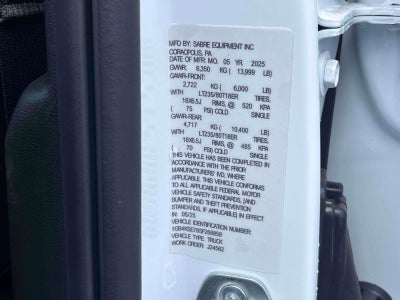 MFD BY: SABRE EQUIPMENT INC
CORAOPOLIS, PA
DATE OF MFD: MO. 05 YR. 2025
GVWR: 6,350 KG ( 13,999 LB)
GAWR-FRONT:
2,722 KG ( 6,000 LB)
WITH LT235/80T18ER TIRES,
18X6.5J RIMS, @ 520 KPA
( 75 PSI) COLD SINGLE
GAWR-REAR:
4,717 KG ( 10,400 LB)
WITH LT235/80T18ER TIRES,
18X6.5J RIMS, @ 485 KPA
( 70 PSI) COLD SINGLE
THIS VEHICLE HAS BEEN COMPLETED IN
ACCORDANCE WITH THE PRIOR
MANUFACTURERS' IVD, WHERE
APPLICABLE. THIS VEHICLE CONFORMS
TO ALL APPLICABLE FEDERAL MOTOR
VEHICLE SAFETY STANDARDS, (AND
BUMPER AND THEFT PREVENTION
STANDARDS IF APPLICABLE) IN EFFECT
IN 05/25
VEHICLE TYPE: TRUCK
WORK ORDER: J24582